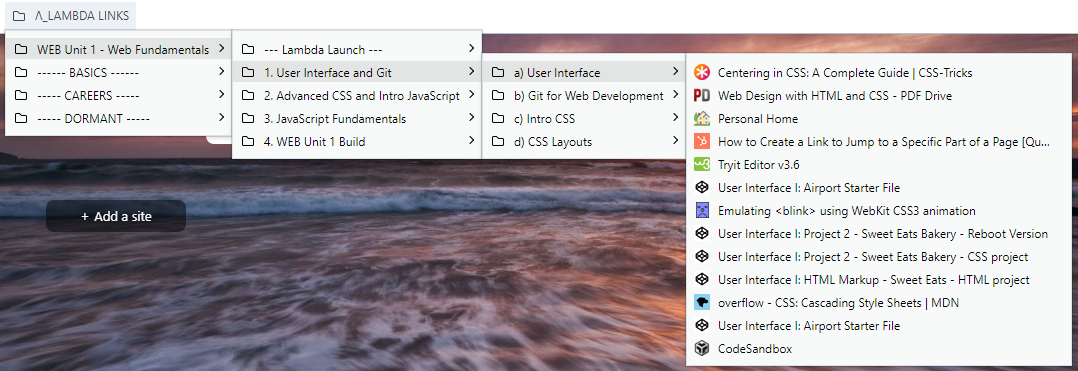 Λ_LAMBDA LINKS
WEB Unit 1 - Web Fundamentals
------ BASICS ------
----- CAREERS -----
----- DORMANT -----
--- Lambda Launch ---
1. User Interface and Git
2. Advanced CSS and Intro JavaScript
3. JavaScript Fundamentals
4. WEB Unit 1 Build
a) User Interface
b) Git for Web Development
c) Intro CSS
d) CSS Layouts
Centering in CSS: A Complete Guide | CSS-Tricks
PD Web Design with HTML and CSS - PDF Drive
Personal Home
How to Create a Link to Jump to a Specific Part of a Page [Qu...
Tryit Editor v3.6
User Interface I: Airport Starter File
Emulating <blink> using WebKit CSS3 animation
User Interface I: Project 2 - Sweet Eats Bakery - Reboot Version
User Interface I: Project 2 - Sweet Eats Bakery - CSS project
User Interface I: HTML Markup - Sweet Eats - HTML project
overflow - CSS: Cascading Style Sheets | MDN
User Interface I: Airport Starter File
CodeSandbox
+ Add a site